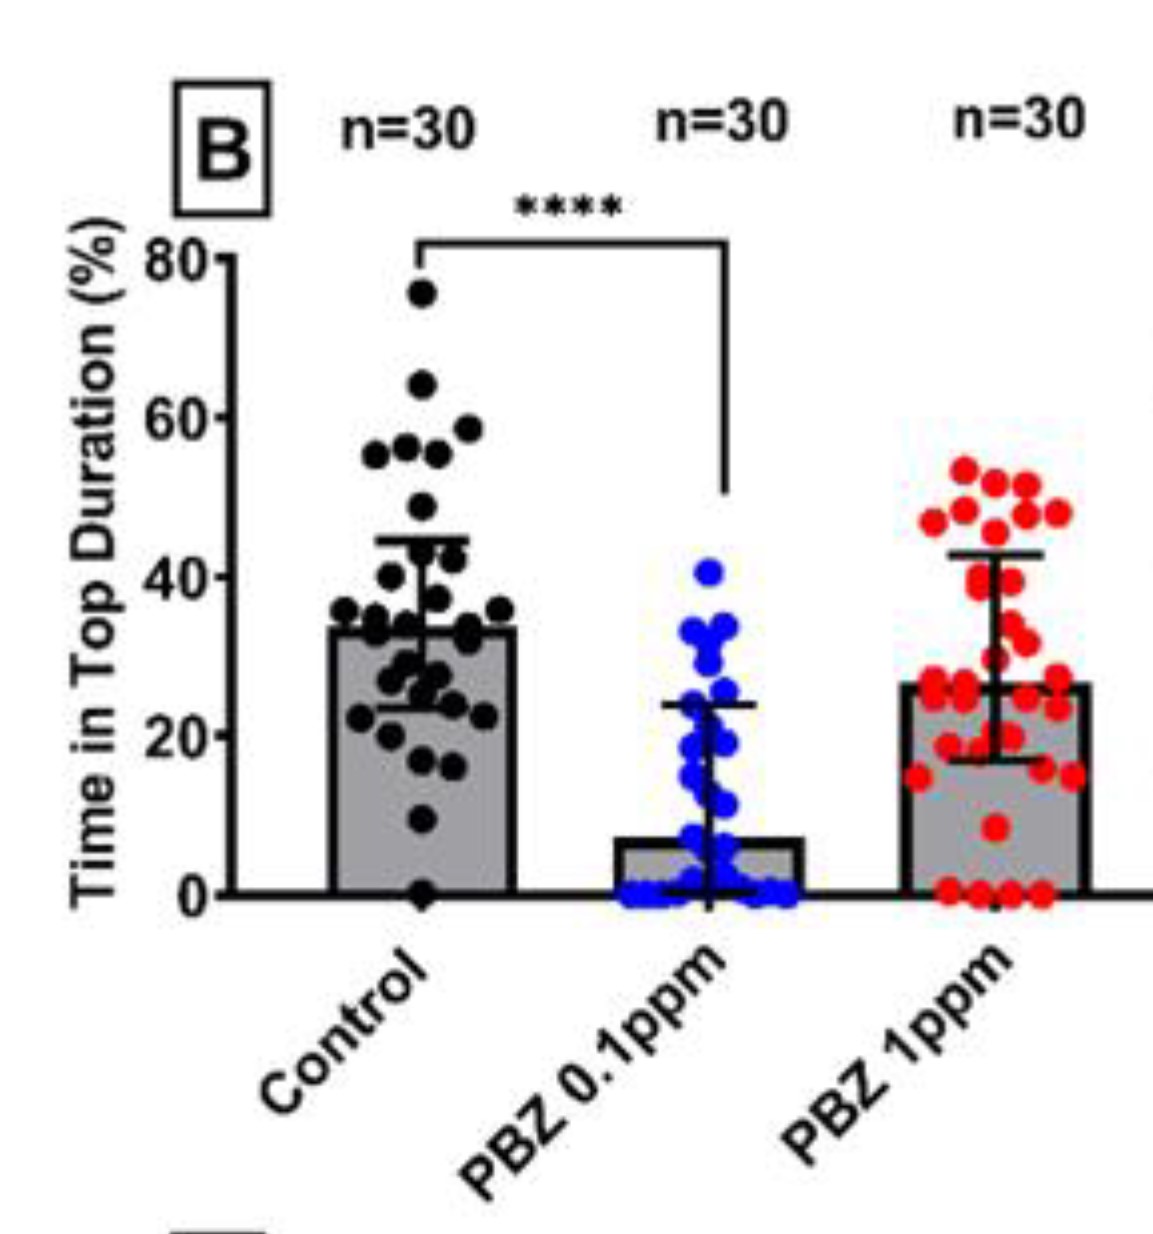 B
n=30
n=30
n=30
****
Time in Top Duration (%)
80
60
40
20
0
Control
PBZ 0.1ppm
PBZ 1ppm